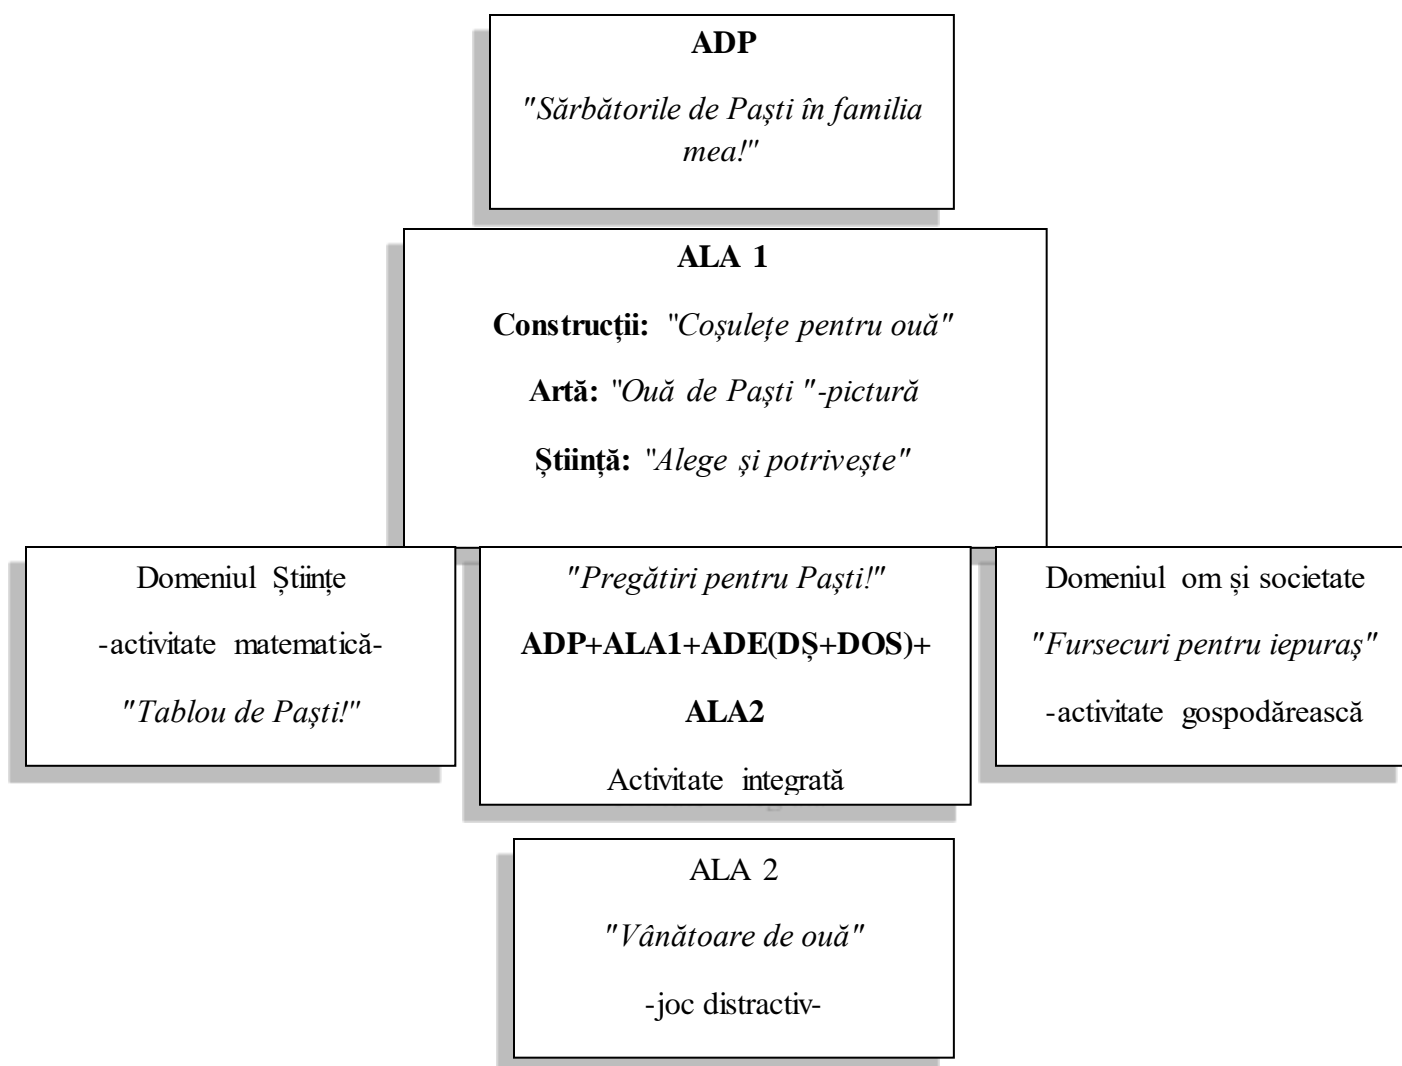 ADP
"Sărbătorile de Paști în familia
mea!"
ALA 1
Construcții: "Coșulețe pentru ouă"
Artă: "Ouă de Paști "-pictură
Știință: "Alege și potrivește"
Domeniul Științe
-activitate matematică-
"Tablou de Paști!"
"Pregătiri pentru Paști!"
ADP+ALA1+ADE(DȘ+DOS)+
ALA2
Activitate integrată
Domeniul om și societate
"Fursecuri pentru iepuraș"
-activitate gospodărească
ALA 2
"Vânătoare de ouă"
-joc distractiv-